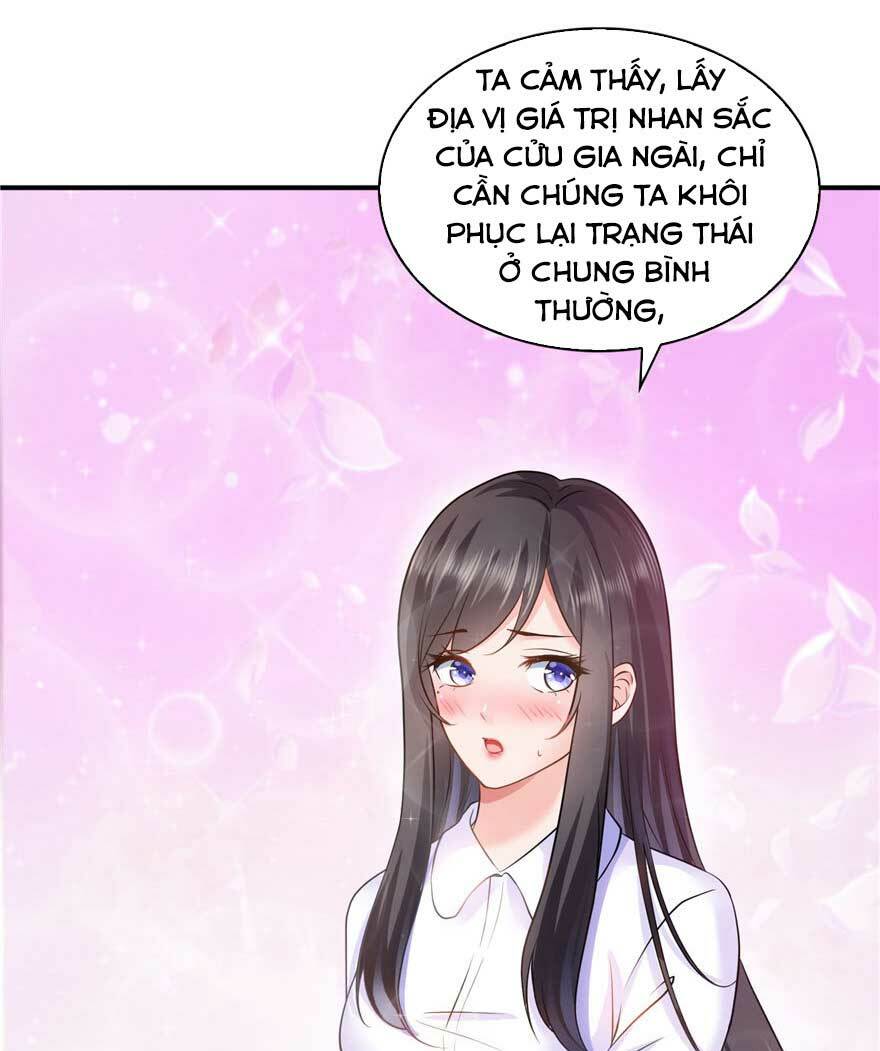 TA CẢM THẤY, LẤY
ĐỊA VỊ GIÁ TRỊ NHAN SẮC
CỦA CỬU GIA NGÀI, CHỈ
CẦN CHÚNG TA KHÔI
PHỤC LẠI TRẠNG THÁI
Ở CHUNG BÌNH
THƯỜNG,